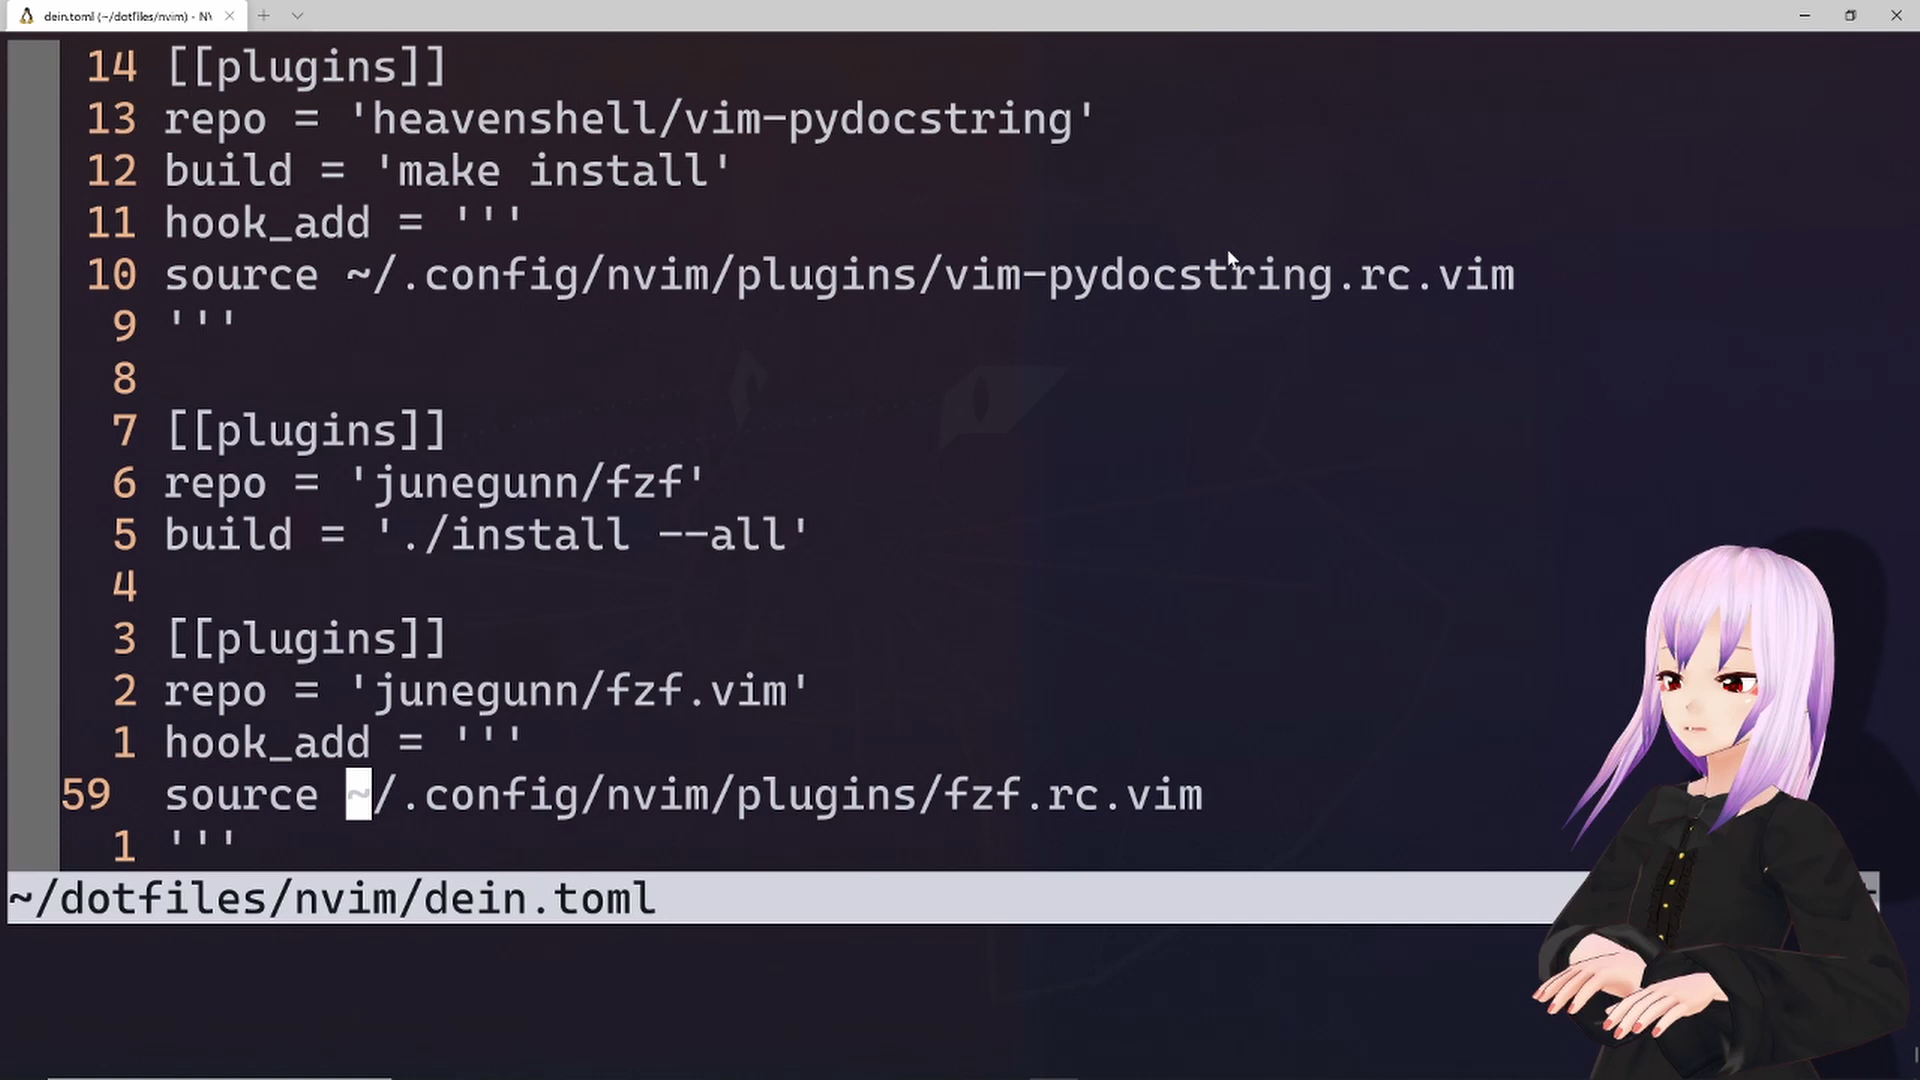 dein.toml (~/dotfiles/nvim) - NV
14 [[plugins]]
13 repo = 'heavenshell/vim-pydocstring'
12 build = 'make install'
11 hook_add = '''
10 source ~/.config/nvim/plugins/vim-pydocstring.rc.vim
9 '''
8
7 [[plugins]]
6 repo = 'junegunn/fzf'
5 build = './install --all'
4
3 [[plugins]]
2 repo = 'junegunn/fzf.vim'
1 hook_add = '''
59 source ~/.config/nvim/plugins/fzf.rc.vim
1 '''
~/dotfiles/nvim/dein.toml